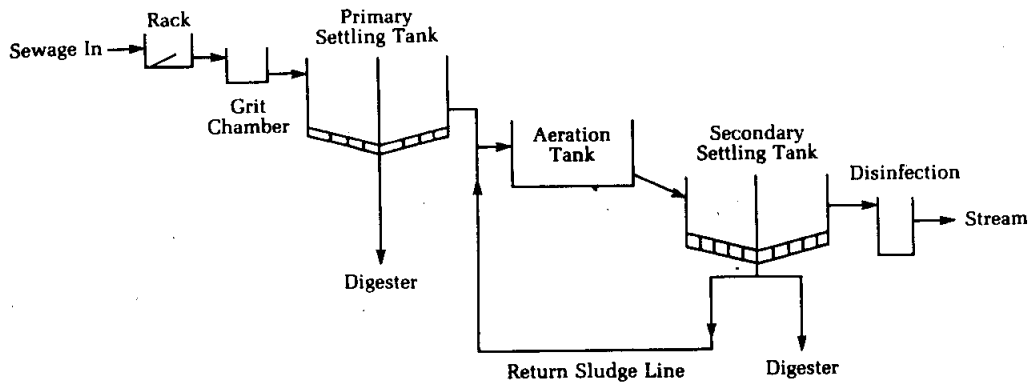 Rack
Primary
Settling Tank
Sewage In
Grit
Chamber
Aeration
Tank
Secondary
Settling Tank
Disinfection
Stream
Digester
Return Sludge Line
Digester